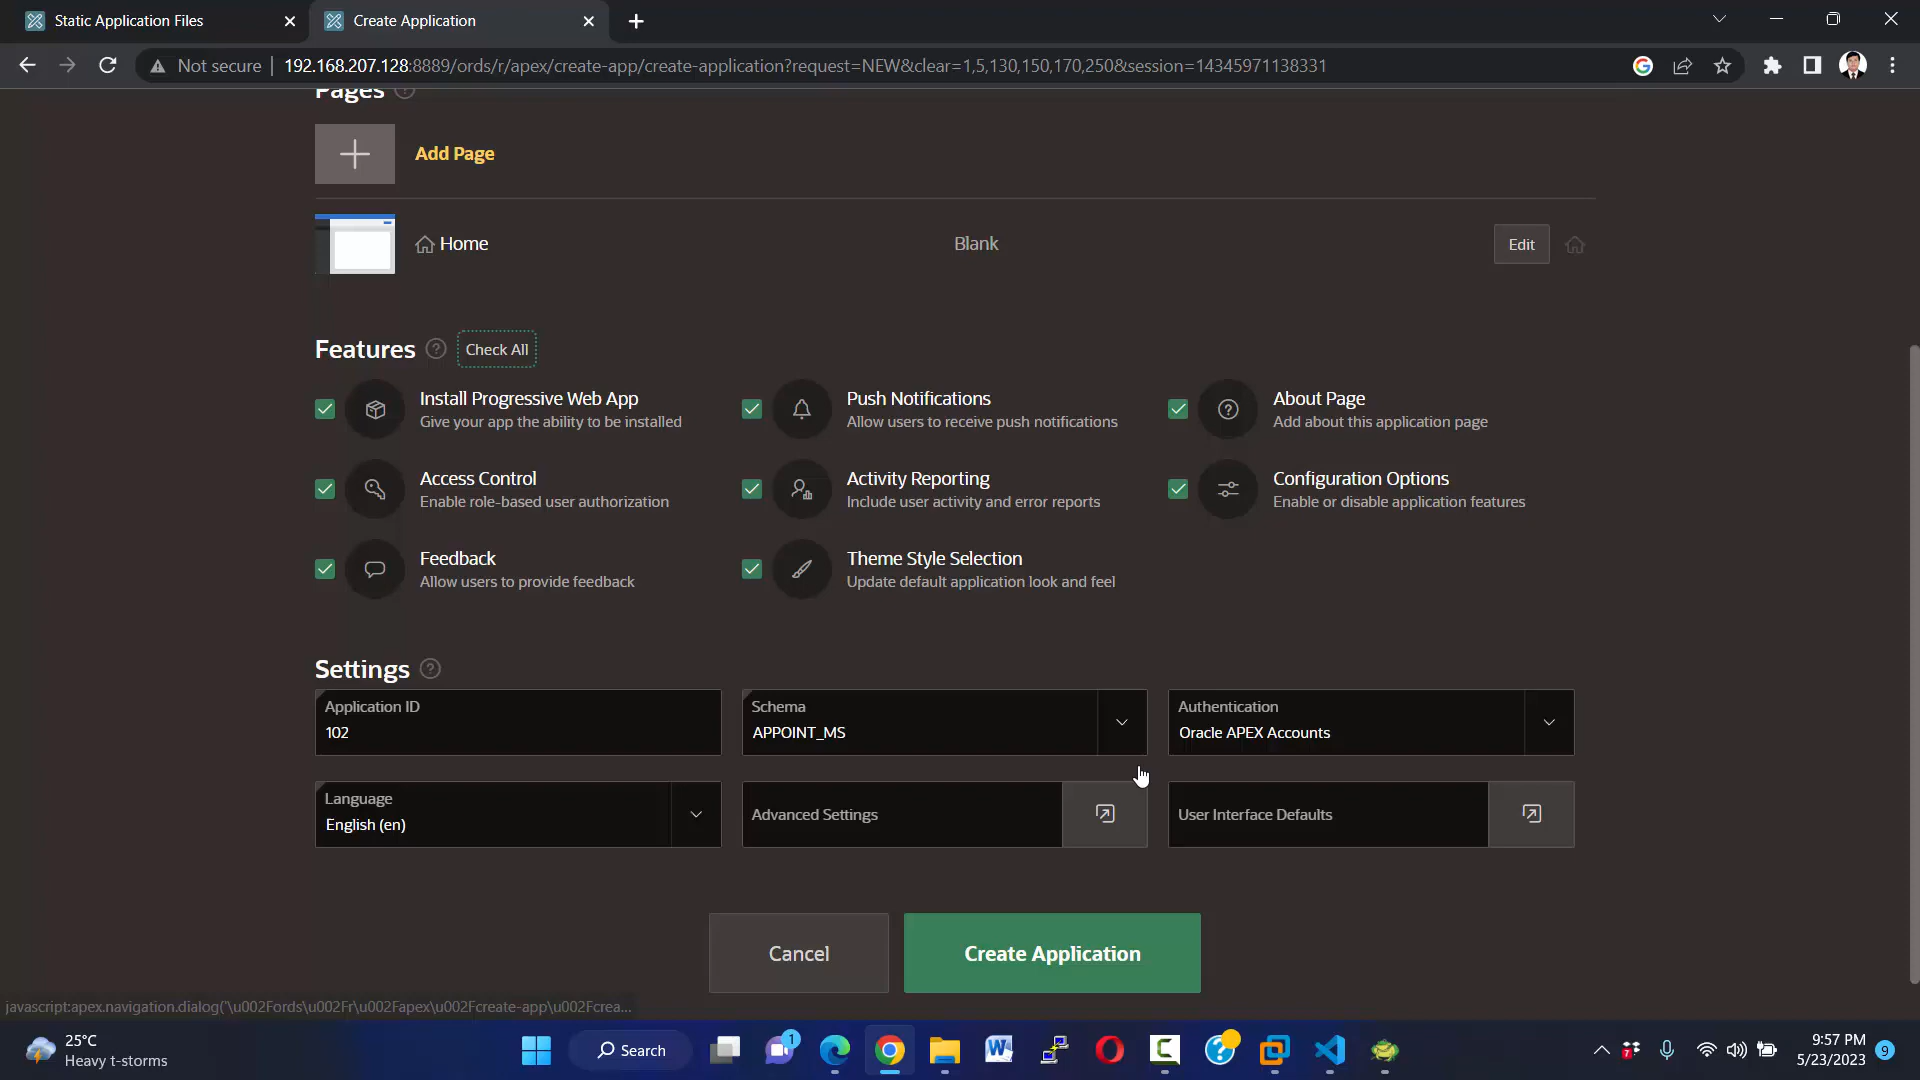 Static Application Files
Create Application
Not secure
192.168.207.128:8889/ords/r/apex/create-app/create-application?request=NEW&clear=1,5,130,150,170,250&session=14345971138331
Pages
Add Page
Home
Blank
Edit
Features
Check All
Install Progressive Web App
Give your app the ability to be installed
Push Notifications
Allow users to receive push notifications
About Page
Add about this application page
Access Control
Enable role-based user authorization
Activity Reporting
Include user activity and error reports
Configuration Options
Enable or disable application features
Feedback
Allow users to provide feedback
Theme Style Selection
Update default application look and feel
Settings
Application ID
102
Schema
APPOINT_MS
Authentication
Oracle APEX Accounts
Language
English (en)
Advanced Settings
User Interface Defaults
Cancel
Create Application
javascript:apex.navigation.dialog('\u002Fords\u002Fr\u002Fapex\u002Fcreate-app\u002Fcrea...
25°C
Heavy t-storms
Search
1
7
9:57 PM
5/23/2023
9